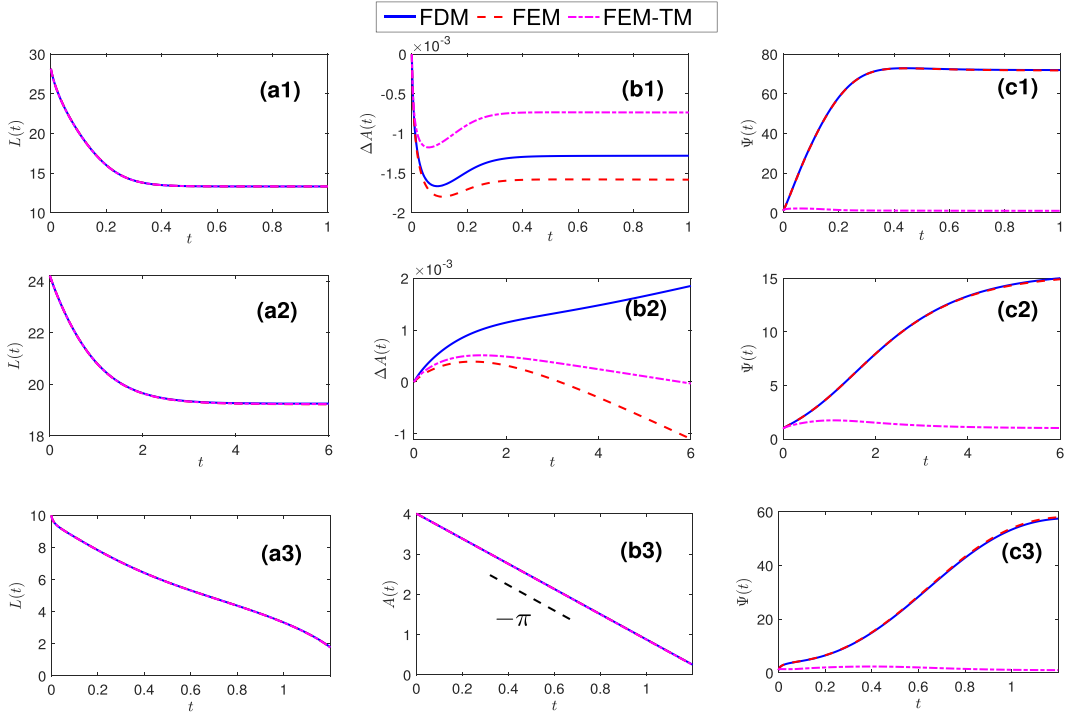 FDM FEM FEM-TM
×10⁻³
30
25
20
15
10
0 0.2 0.4 0.6 0.8 1
L(t)
t
(a1)
0
-0.5
-1
-1.5
-2
0 0.2 0.4 0.6 0.8 1
ΔA(t)
t
(b1)
80
60
40
20
0
0 0.2 0.4 0.6 0.8 1
Ψ(t)
t
(c1)
24
22
20
18
0 2 4 6
L(t)
t
(a2)
×10⁻³
2
1
0
-1
0 2 4 6
ΔA(t)
t
(b2)
15
10
5
0
0 2 4 6
Ψ(t)
t
(c2)
10
8
6
4
2
0
0 0.2 0.4 0.6 0.8 1
L(t)
t
(a3)
4
3
2
1
0
0 0.2 0.4 0.6 0.8 1
A(t)
t
(b3)
−π
60
40
20
0
0 0.2 0.4 0.6 0.8 1
Ψ(t)
t
(c3)